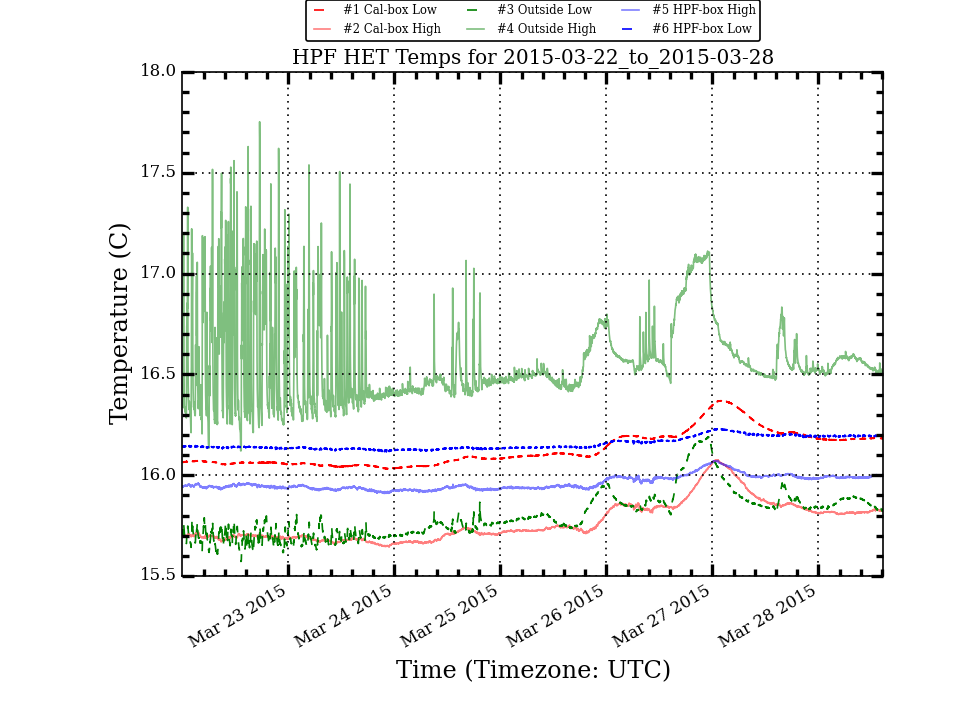 #1 Cal-box Low #3 Outside Low #5 HPF-box High
#2 Cal-box High #4 Outside High #6 HPF-box Low
HPF HET Temps for 2015-03-22_to_2015-03-28
18.0
17.5
17.0
16.5
16.0
15.5
Temperature (C)
Mar 23 2015 Mar 24 2015 Mar 25 2015 Mar 26 2015 Mar 27 2015 Mar 28 2015
Time (Timezone: UTC)